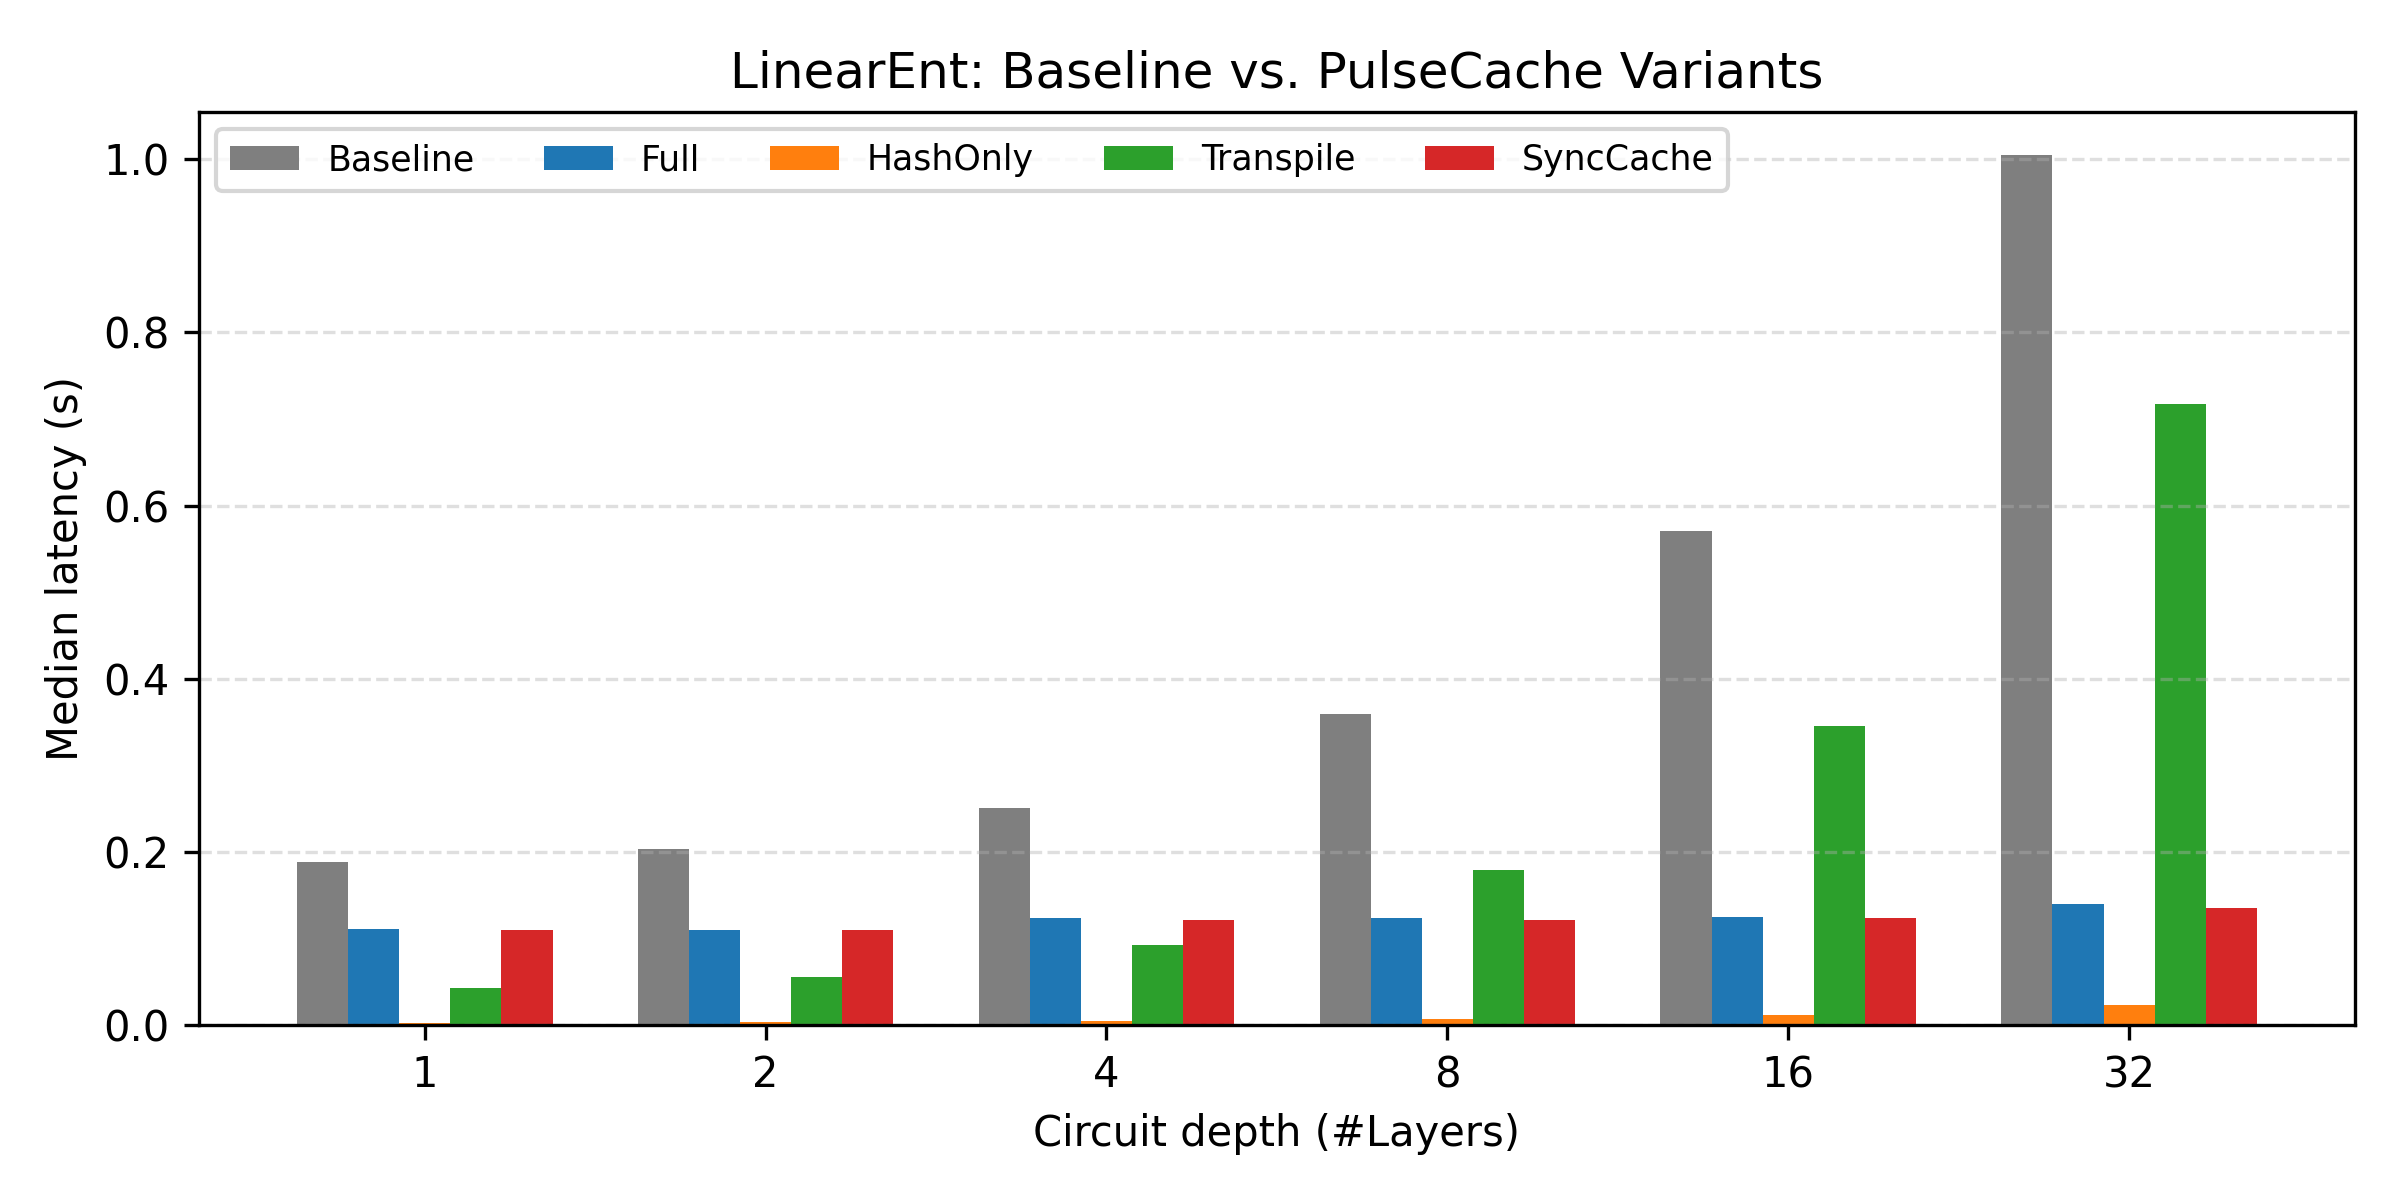 LinearEnt: Baseline vs. PulseCache Variants
Baseline Full HashOnly Transpile SyncCache
Median latency (s)
1.0
0.8
0.6
0.4
0.2
0.0
1 2 4 8 16 32
Circuit depth (#Layers)